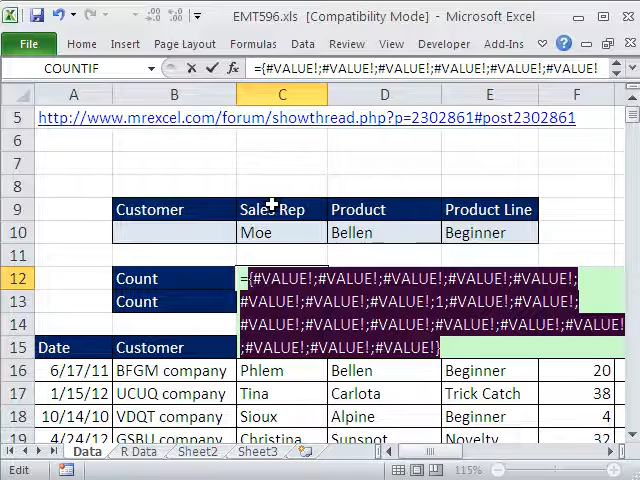 EMT596.xls [Compatibility Mode] - Microsoft Excel
File Home Insert Page Layout Formulas Data Review View Developer Add-Ins
COUNTIF fx ={#VALUE!;#VALUE!;#VALUE!;#VALUE!;#VALUE!
A B C D E F
5 http://www.mrexcel.com/forum/showthread.php?p=2302861#post2302861
6
7
8
9 Customer Sales Rep Product Product Line
10 Moe Bellen Beginner
11
12 Count ={#VALUE!;#VALUE!;#VALUE!;#VALUE!;#VALUE!;
13 Count #VALUE!;#VALUE!;#VALUE!;1;#VALUE!;#VALUE!;
14 #VALUE!;#VALUE!;#VALUE!;#VALUE!;#VALUE!;#VALUE!
15 Date Customer ;#VALUE!;#VALUE!;#VALUE!}
16 6/17/11 BFGM company Phlem Bellen Beginner 20
17 1/15/12 UCUQ company Tina Carlota Trick Catch 38
18 10/14/10 VDQT company Sioux Alpine Beginner 4
19 4/24/12 GSBU company Christina Sunspot Novelty 32
Data R Data Sheet2 Sheet3
Edit 115%